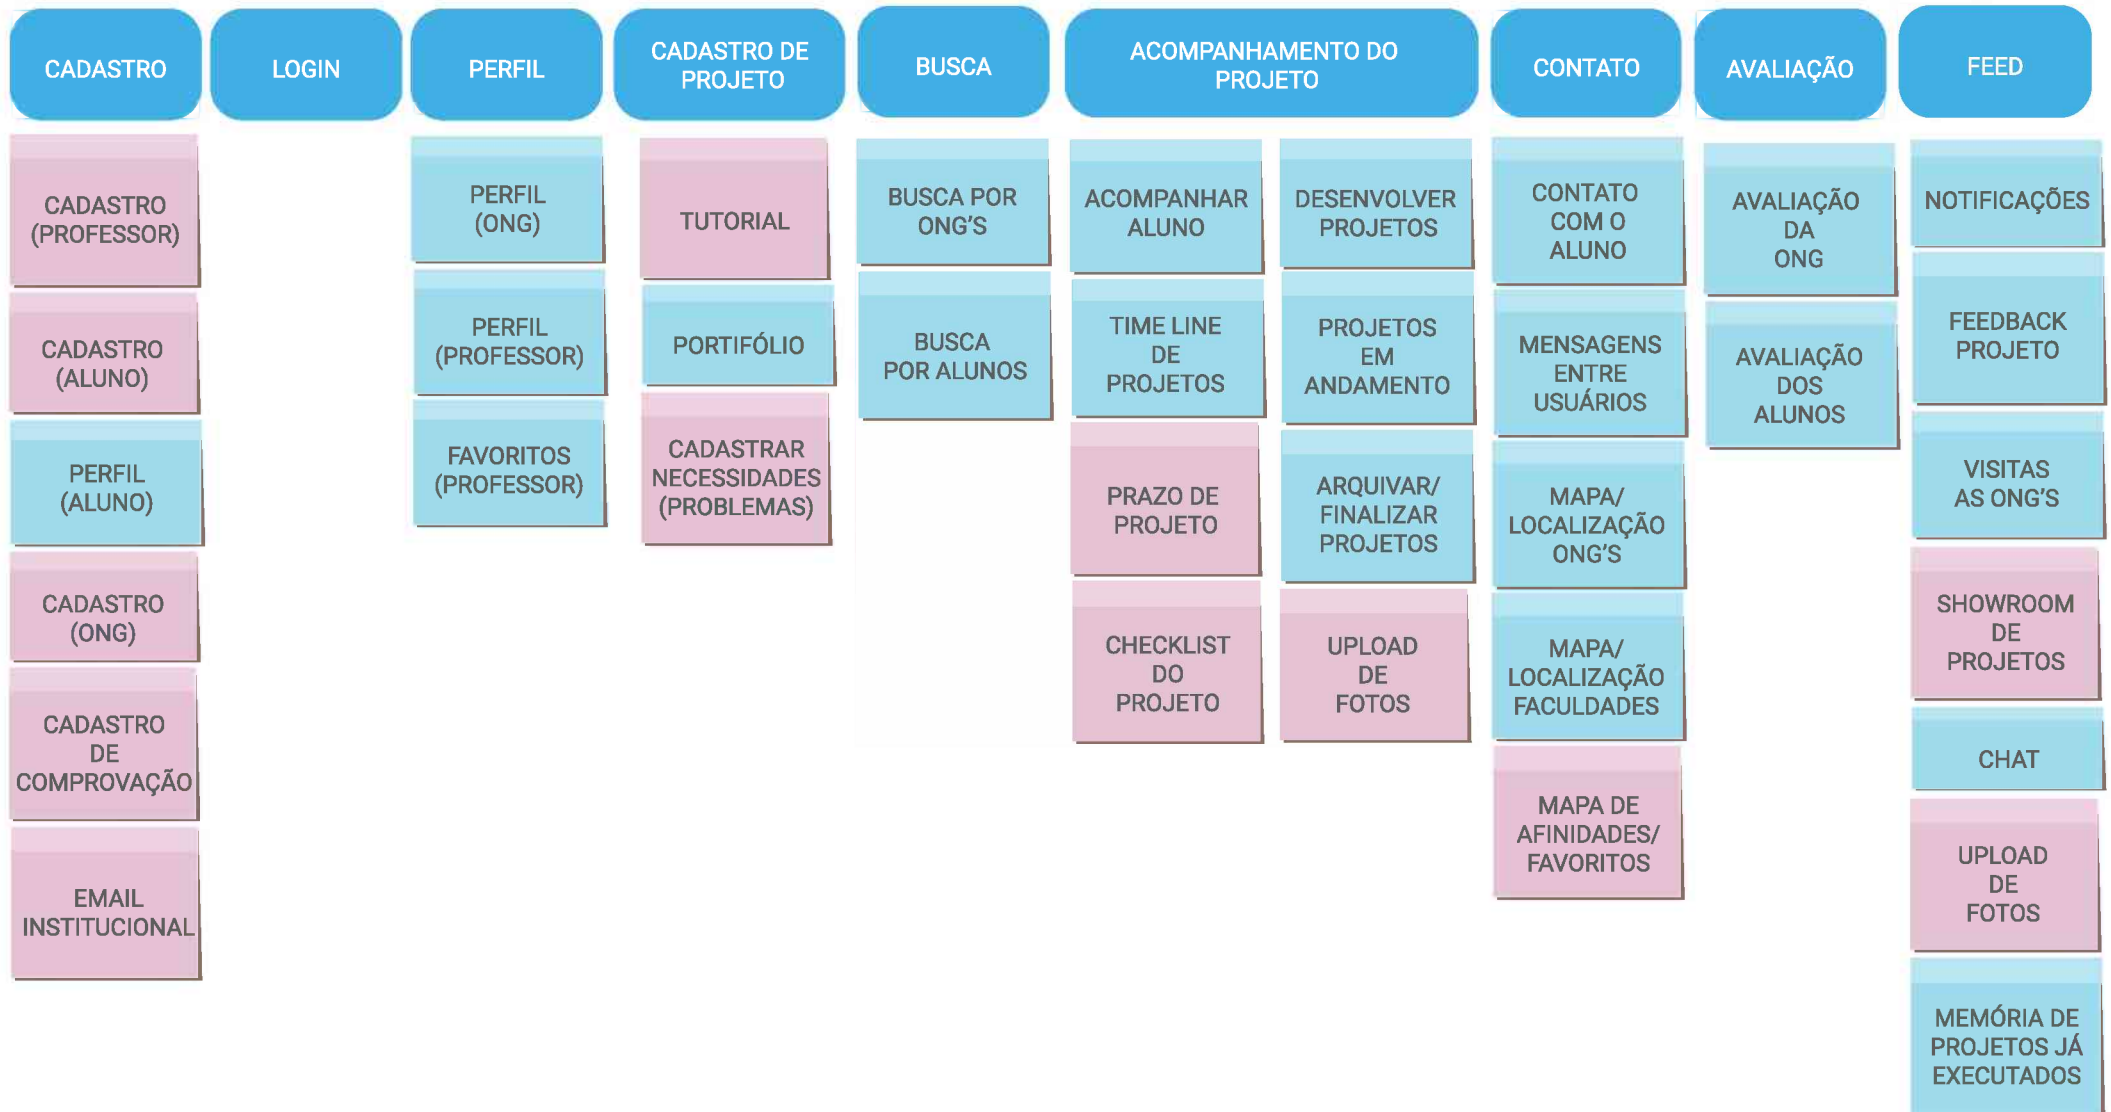 CADASTRO
LOGIN
PERFIL
CADASTRO DE
PROJETO
BUSCA
ACOMPANHAMENTO DO
PROJETO
CONTATO
AVALIAÇÃO
FEED
CADASTRO
(PROFESSOR)
CADASTRO
(ALUNO)
PERFIL
(ALUNO)
CADASTRO
(ONG)
CADASTRO
DE
COMPROVAÇÃO
EMAIL
INSTITUCIONAL
PERFIL
(ONG)
PERFIL
(PROFESSOR)
FAVORITOS
(PROFESSOR)
TUTORIAL
PORTIFÓLIO
CADASTRAR
NECESSIDADES
(PROBLEMAS)
BUSCA POR
ONG'S
BUSCA
POR ALUNOS
ACOMPANHAR
ALUNO
TIME LINE
DE
PROJETOS
PRAZO DE
PROJETO
CHECKLIST
DO
PROJETO
DESENVOLVER
PROJETOS
PROJETOS
EM
ANDAMENTO
ARQUIVAR/
FINALIZAR
PROJETOS
UPLOAD
DE
FOTOS
CONTATO
COM O
ALUNO
MENSAGENS
ENTRE
USUÁRIOS
MAPA/
LOCALIZAÇÃO
ONG'S
MAPA/
LOCALIZAÇÃO
FACULDADES
MAPA DE
AFINIDADES/
FAVORITOS
AVALIAÇÃO
DA
ONG
AVALIAÇÃO
DOS
ALUNOS
NOTIFICAÇÕES
FEEDBACK
PROJETO
VISITAS
AS ONG'S
SHOWROOM
DE
PROJETOS
CHAT
UPLOAD
DE
FOTOS
MEMÓRIA DE
PROJETOS JÁ
EXECUTADOS